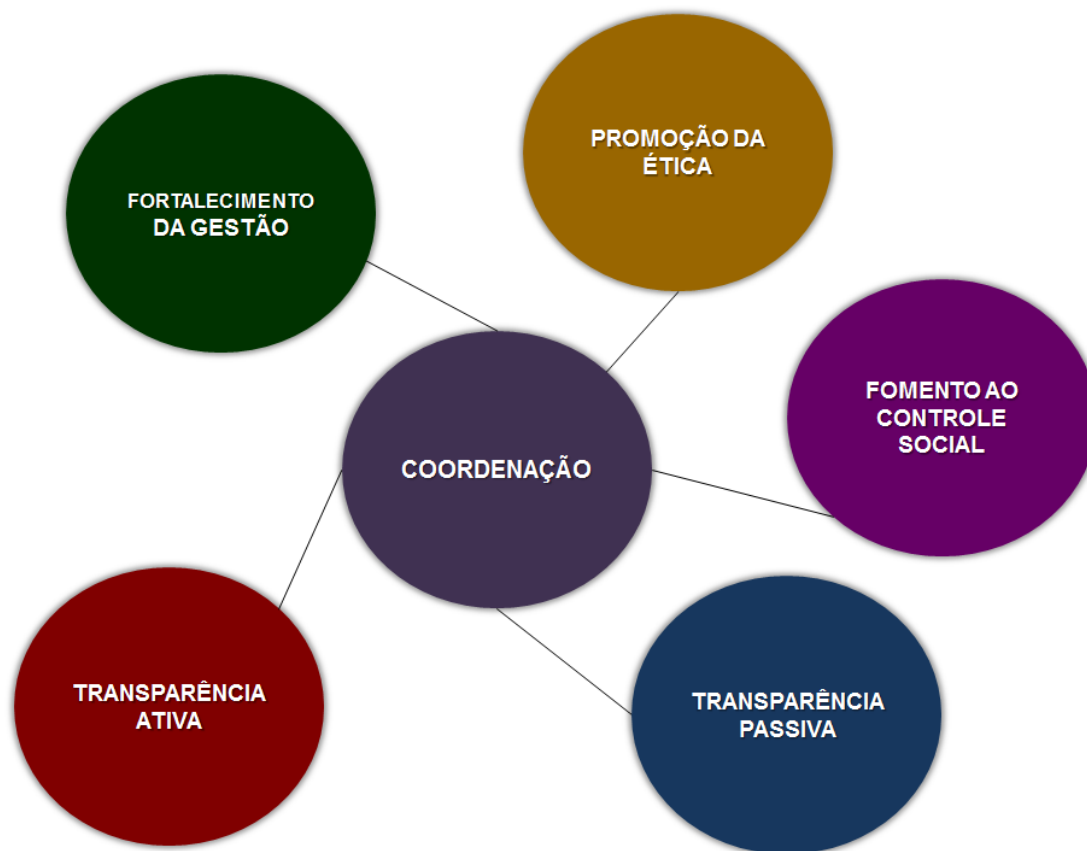 PROMOÇÃO DA
ÉTICA
FORTALECIMENTO
DA GESTÃO
FOMENTO AO
CONTROLE
SOCIAL
COORDENAÇÃO
TRANSPARÊNCIA
ATIVA
TRANSPARÊNCIA
PASSIVA